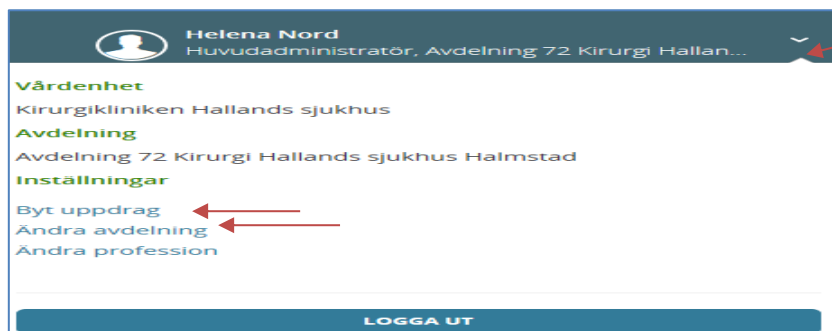 Helena Nord
Huvudadministratör, Avdelning 72 Kirurgi Hallan...
Vårdenhet
Kirurgikliniken Hallands sjukhus
Avdelning
Avdelning 72 Kirurgi Hallands sjukhus Halmstad
Inställningar
Byt uppdrag
Ändra avdelning
Ändra profession
LOGGA UT